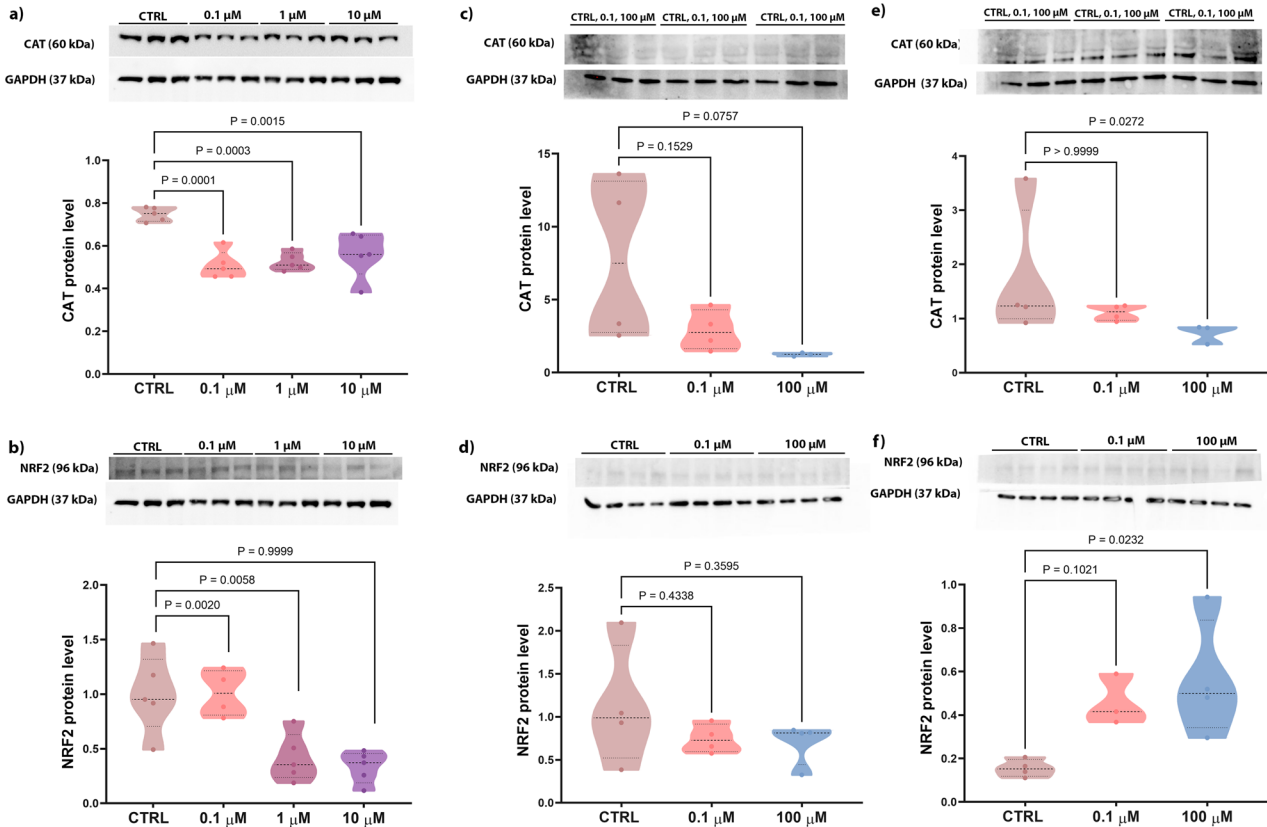 a)
CTRL 0.1 µM 1 µM 10 µM
CAT (60 kDa)
GAPDH (37 kDa)
P = 0.0015
P = 0.0003
P = 0.0001
CAT protein level
1.0
0.8
0.6
0.4
0.2
0.0
CTRL 0.1 µM 1 µM 10 µM
c)
CTRL, 0.1, 100 µM CTRL, 0.1, 100 µM CTRL, 0.1, 100 µM
CAT (60 kDa)
GAPDH (37 kDa)
P = 0.0757
P = 0.1529
CAT protein level
15
10
5
0
CTRL 0.1 µM 100 µM
e)
CTRL, 0.1, 100 µM CTRL, 0.1, 100 µM CTRL, 0.1, 100 µM
CAT (60 kDa)
GAPDH (37 kDa)
P = 0.0272
P > 0.9999
CAT protein level
4
3
2
1
0
CTRL 0.1 µM 100 µM
b)
CTRL 0.1 µM 1 µM 10 µM
NRF2 (96 kDa)
GAPDH (37 kDa)
P = 0.9999
P = 0.0058
P = 0.0020
NRF2 protein level
2.0
1.5
1.0
0.5
0.0
CTRL 0.1 µM 1 µM 10 µM
d)
CTRL 0.1 µM 100 µM
NRF2 (96 kDa)
GAPDH (37 kDa)
P = 0.3595
P = 0.4338
NRF2 protein level
2.5
2.0
1.5
1.0
0.5
0.0
CTRL 0.1 µM 100 µM
f)
CTRL 0.1 µM 100 µM
NRF2 (96 kDa)
GAPDH (37 kDa)
P = 0.0232
P = 0.1021
NRF2 protein level
1.0
0.8
0.6
0.4
0.2
0.0
CTRL 0.1 µM 100 µM